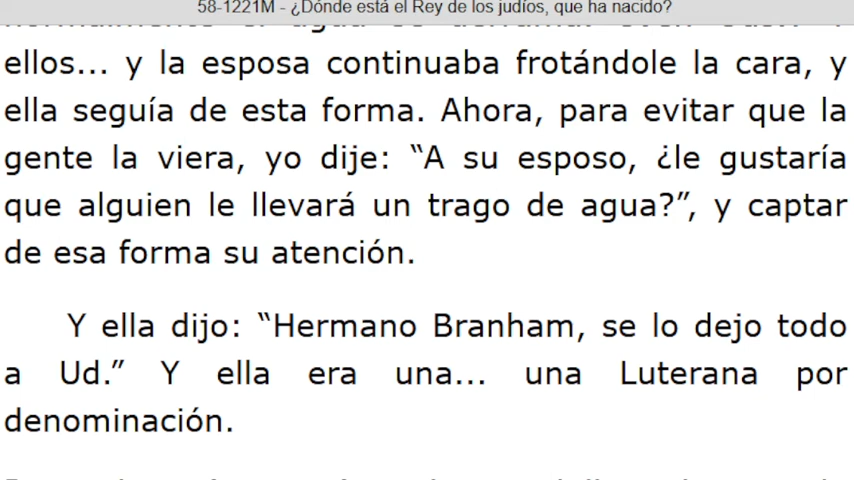 58-1221M - ¿Dónde está el Rey de los judíos, que ha nacido?
ellos... y la esposa continuaba frotándole la cara, y
ella seguía de esta forma. Ahora, para evitar que la
gente la viera, yo dije: “A su esposo, ¿le gustaría
que alguien le llevará un trago de agua?”, y captar
de esa forma su atención.
Y ella dijo: “Hermano Branham, se lo dejo todo
a Ud.” Y ella era una... una Luterana por
denominación.